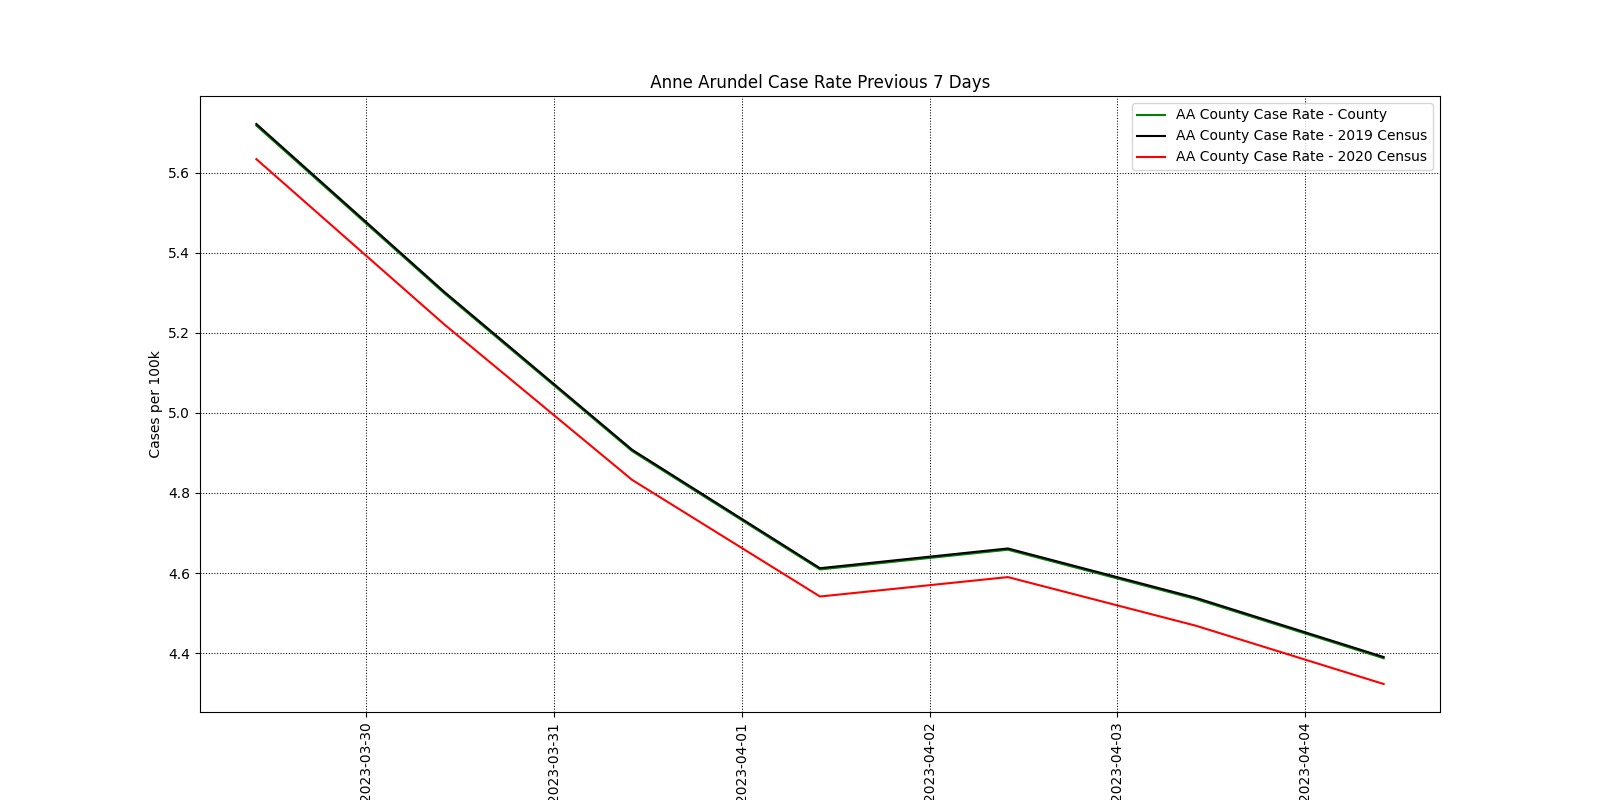 Anne Arundel Case Rate Previous 7 Days
AA County Case Rate - County
AA County Case Rate - 2019 Census
AA County Case Rate - 2020 Census
Cases per 100k
5.6
5.4
5.2
5.0
4.8
4.6
4.4
2023-03-30
2023-03-31
2023-04-01
2023-04-02
2023-04-03
2023-04-04